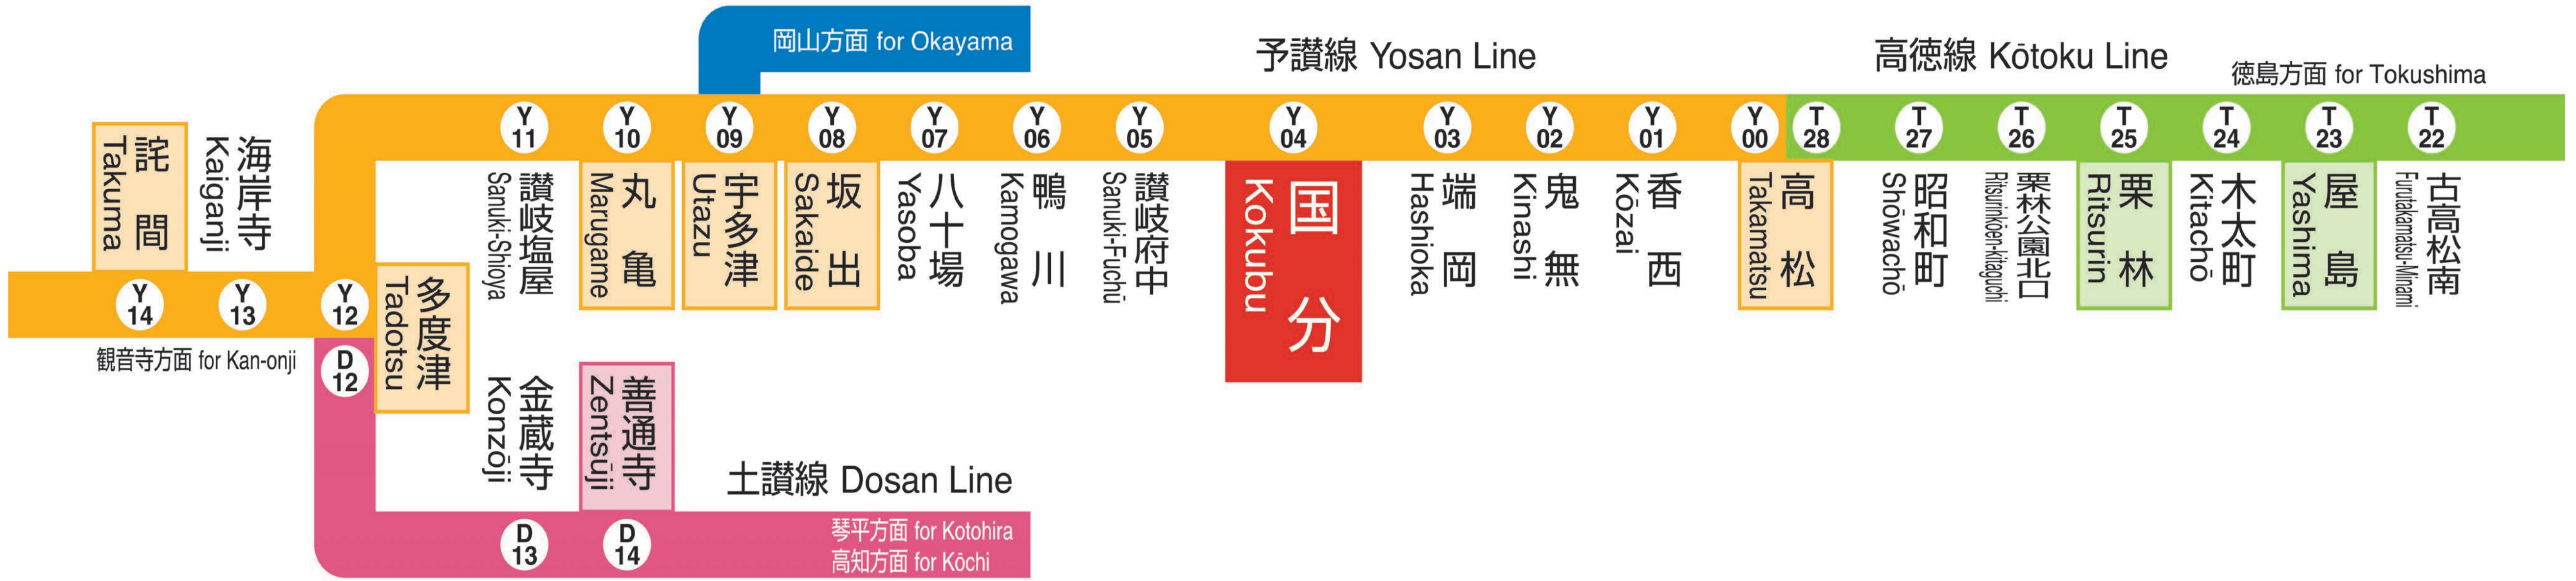 岡山方面 for Okayama
予讃線 Yosan Line
高徳線 Kōtoku Line
徳島方面 for Tokushima
Y 14
詫間
Takuma
Y 13
海岸寺
Kaiganji
観音寺方面 for Kan-onji
Y 12
D 12
多度津
Tadotsu
Y 11
讃岐塩屋
Sanuki-Shioya
Y 10
丸亀
Marugame
Y 09
宇多津
Utazu
Y 08
坂出
Sakaide
Y 07
八十場
Yasoba
Y 06
鴨川
Kamogawa
Y 05
讃岐府中
Sanuki-Fuchū
Y 04
国分
Kokubu
Y 03
端岡
Hashioka
Y 02
鬼無
Kinashi
Y 01
香西
Kōzai
Y 00
T 28
高松
Takamatsu
T 27
昭和町
Shōwachō
T 26
栗林公園北口
Ritsurinkōen-kitaguchi
T 25
栗林
Ritsurin
T 24
木太町
Kitachō
T 23
屋島
Yashima
T 22
古高松南
Furutakamatsu-Minami
D 13
金蔵寺
Konzōji
D 14
善通寺
Zentsūji
土讃線 Dosan Line
琴平方面 for Kotohira
高知方面 for Kōchi